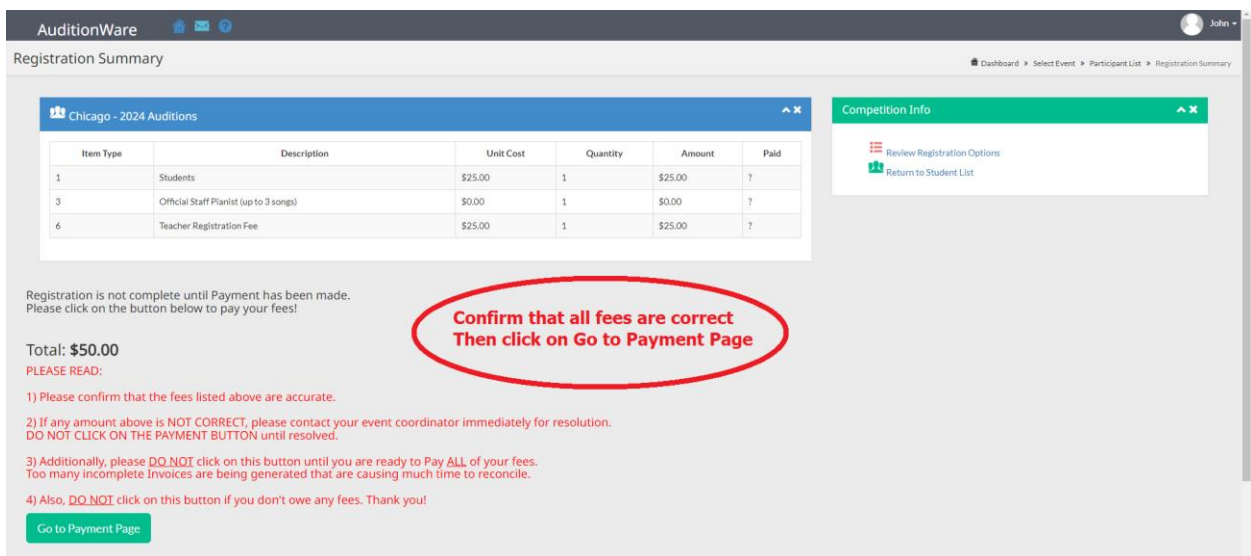 AuditionWare
John
Registration Summary
Dashboard » Select Event » Participant List » Registration Summary
Chicago - 2024 Auditions
Item Type Description Unit Cost Quantity Amount Paid
1 Students $25.00 1 $25.00 ?
3 Official Staff Pianist (up to 3 songs) $0.00 1 $0.00 ?
6 Teacher Registration Fee $25.00 1 $25.00 ?
Competition Info
Review Registration Options
Return to Student List
Registration is not complete until Payment has been made.
Please click on the button below to pay your fees!
Confirm that all fees are correct
Then click on Go to Payment Page
Total: $50.00
PLEASE READ:
1) Please confirm that the fees listed above are accurate.
2) If any amount above is NOT CORRECT, please contact your event coordinator immediately for resolution.
DO NOT CLICK ON THE PAYMENT BUTTON until resolved.
3) Additionally, please DO NOT click on this button until you are ready to Pay ALL of your fees.
Too many incomplete Invoices are being generated that are causing much time to reconcile.
4) Also, DO NOT click on this button if you don't owe any fees. Thank you!
Go to Payment Page